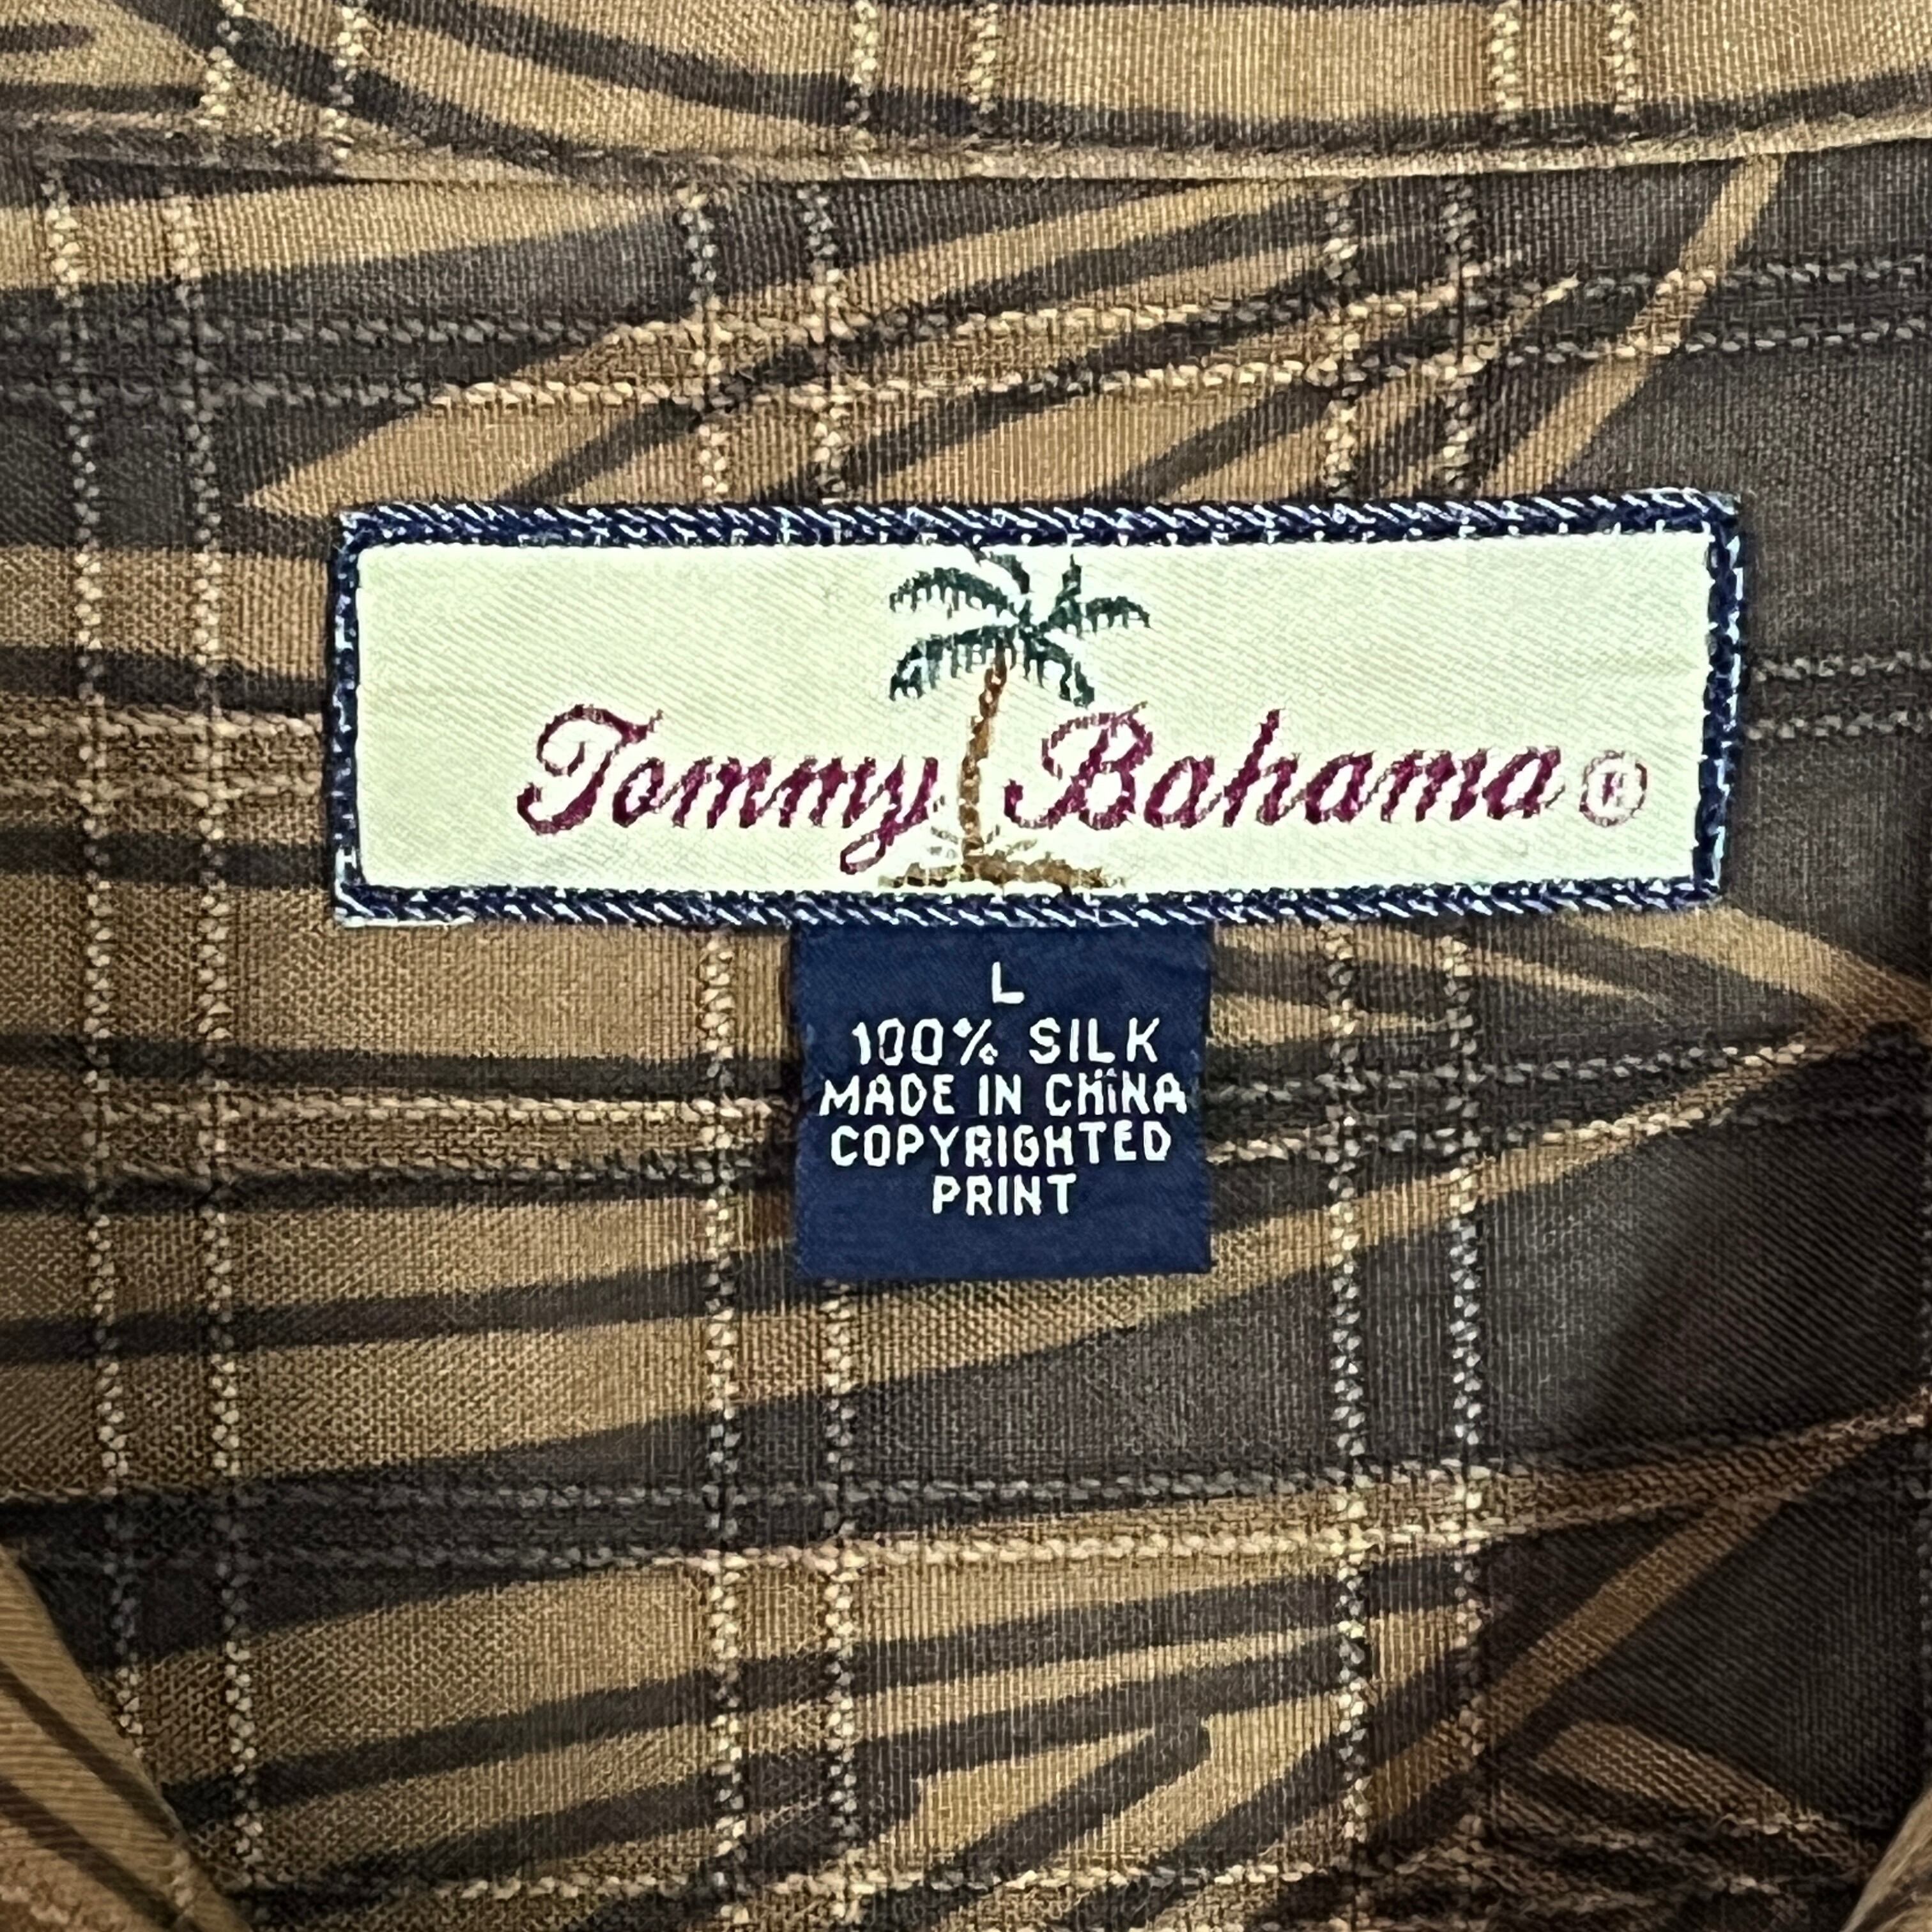 Tommy Bahama®
L
100% SILK
MADE IN CHINA
COPYRIGHTED
PRINT